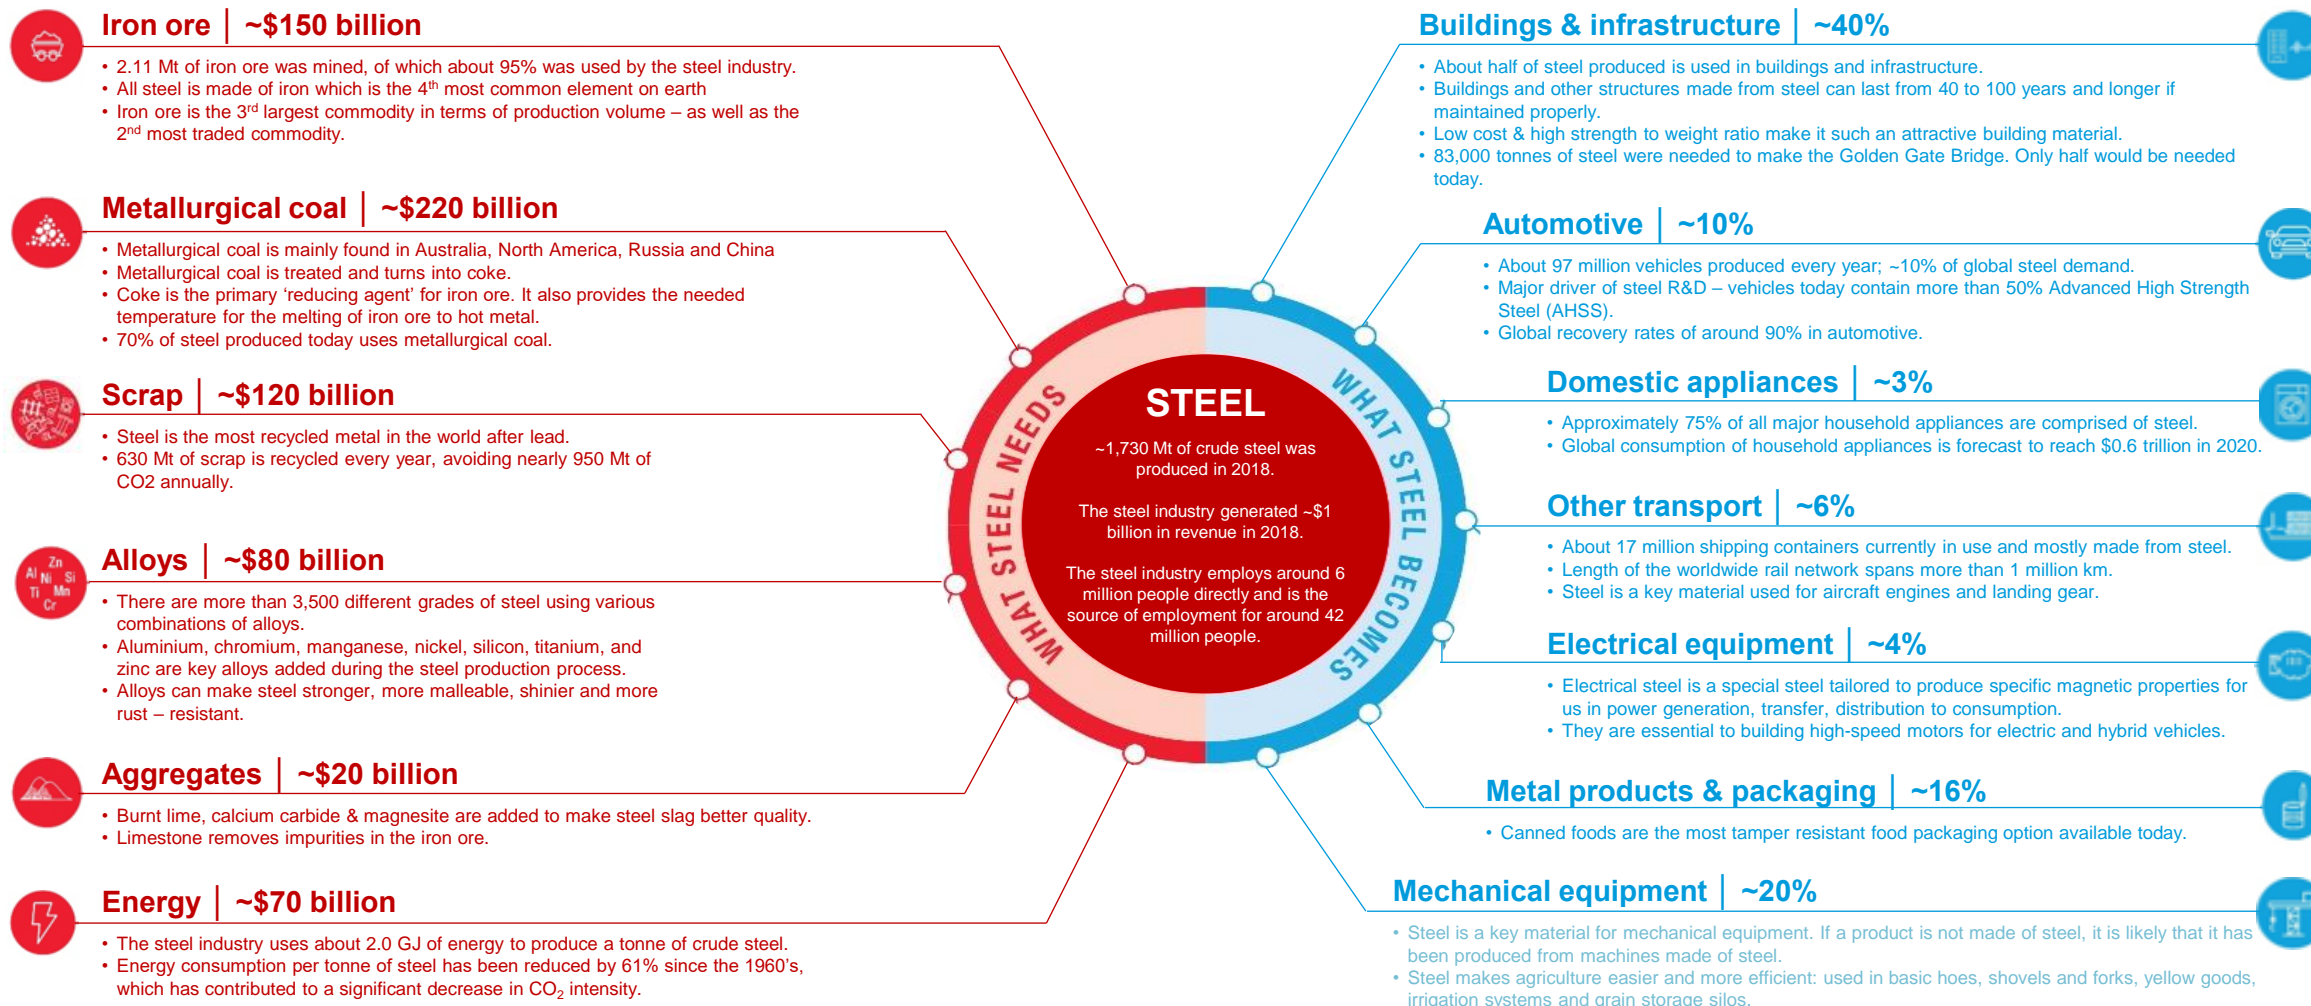 Iron ore | ~$150 billion
• 2.11 Mt of iron ore was mined, of which about 95% was used by the steel industry.
• All steel is made of iron which is the 4th most common element on earth
• Iron ore is the 3rd largest commodity in terms of production volume – as well as the
2nd most traded commodity.
Metallurgical coal | ~$220 billion
• Metallurgical coal is mainly found in Australia, North America, Russia and China
• Metallurgical coal is treated and turns into coke.
• Coke is the primary ‘reducing agent’ for iron ore. It also provides the needed
temperature for the melting of iron ore to hot metal.
• 70% of steel produced today uses metallurgical coal.
Scrap | ~$120 billion
• Steel is the most recycled metal in the world after lead.
• 630 Mt of scrap is recycled every year, avoiding nearly 950 Mt of
CO2 annually.
Zn
Al Ni Si
Ti Mn
Cr
Alloys | ~$80 billion
• There are more than 3,500 different grades of steel using various
combinations of alloys.
• Aluminium, chromium, manganese, nickel, silicon, titanium, and
zinc are key alloys added during the steel production process.
• Alloys can make steel stronger, more malleable, shinier and more
rust – resistant.
Aggregates | ~$20 billion
• Burnt lime, calcium carbide & magnesite are added to make steel slag better quality.
• Limestone removes impurities in the iron ore.
Energy | ~$70 billion
• The steel industry uses about 2.0 GJ of energy to produce a tonne of crude steel.
• Energy consumption per tonne of steel has been reduced by 61% since the 1960’s,
which has contributed to a significant decrease in CO2 intensity.
WHAT STEEL NEEDS
STEEL
~1,730 Mt of crude steel was
produced in 2018.
The steel industry generated ~$1
billion in revenue in 2018.
The steel industry employs around 6
million people directly and is the
source of employment for around 42
million people.
WHAT STEEL BECOMES
Buildings & infrastructure | ~40%
• About half of steel produced is used in buildings and infrastructure.
• Buildings and other structures made from steel can last from 40 to 100 years and longer if
maintained properly.
• Low cost & high strength to weight ratio make it such an attractive building material.
• 83,000 tonnes of steel were needed to make the Golden Gate Bridge. Only half would be needed
today.
Automotive | ~10%
• About 97 million vehicles produced every year; ~10% of global steel demand.
• Major driver of steel R&D – vehicles today contain more than 50% Advanced High Strength
Steel (AHSS).
• Global recovery rates of around 90% in automotive.
Domestic appliances | ~3%
• Approximately 75% of all major household appliances are comprised of steel.
• Global consumption of household appliances is forecast to reach $0.6 trillion in 2020.
Other transport | ~6%
• About 17 million shipping containers currently in use and mostly made from steel.
• Length of the worldwide rail network spans more than 1 million km.
• Steel is a key material used for aircraft engines and landing gear.
Electrical equipment | ~4%
• Electrical steel is a special steel tailored to produce specific magnetic properties for
us in power generation, transfer, distribution to consumption.
• They are essential to building high-speed motors for electric and hybrid vehicles.
Metal products & packaging | ~16%
• Canned foods are the most tamper resistant food packaging option available today.
Mechanical equipment | ~20%
• Steel is a key material for mechanical equipment. If a product is not made of steel, it is likely that it has
been produced from machines made of steel.
• Steel makes agriculture easier and more efficient: used in basic hoes, shovels and forks, yellow goods,
irrigation systems and grain storage silos.